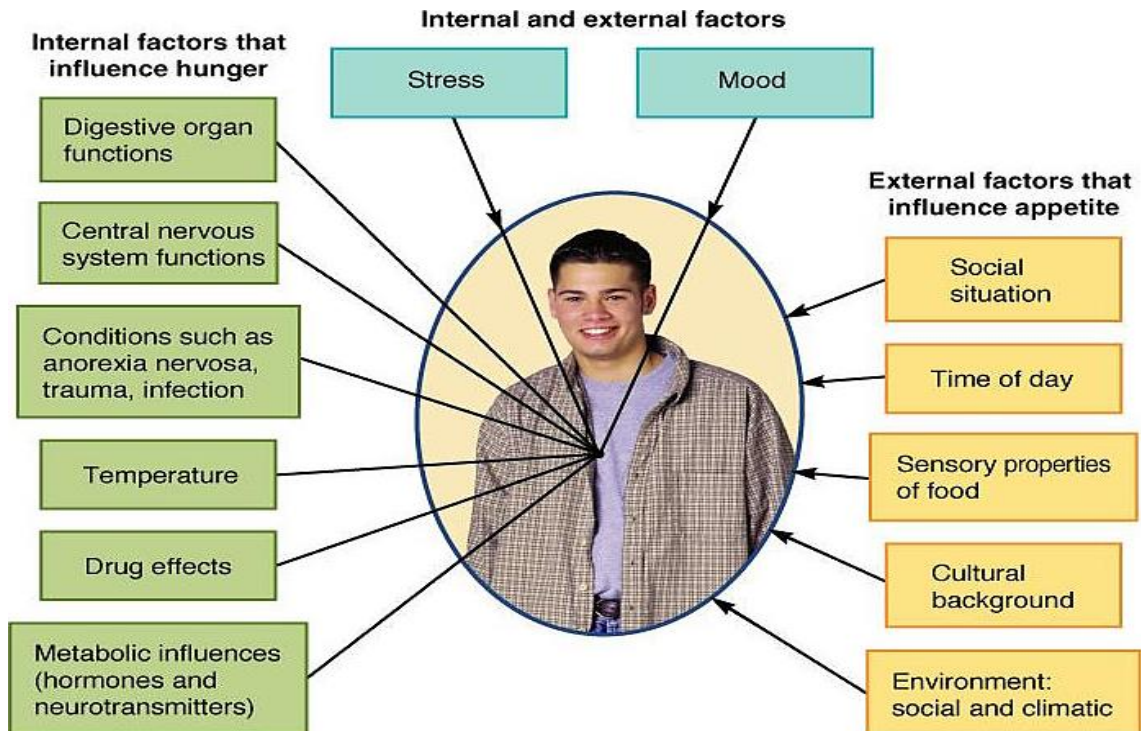 Internal and external factors
Internal factors that
influence hunger
Stress
Mood
Digestive organ
functions
Central nervous
system functions
Conditions such as
anorexia nervosa,
trauma, infection
Temperature
Drug effects
Metabolic influences
(hormones and
neurotransmitters)
External factors that
influence appetite
Social
situation
Time of day
Sensory properties
of food
Cultural
background
Environment:
social and climatic